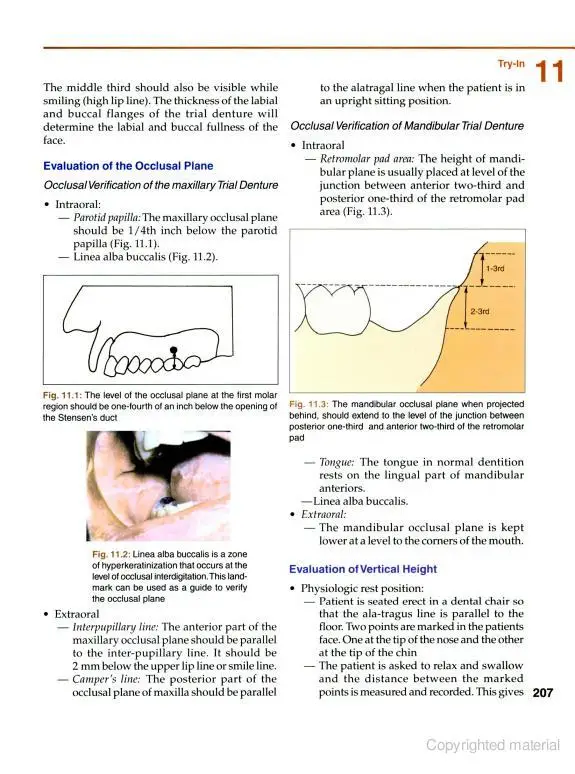 Try-In
11
The middle third should also be visible while
smiling (high lip line). The thickness of the labial
and buccal flanges of the trial denture will
determine the labial and buccal fullness of the
face.
Evaluation of the Occlusal Plane
Occlusal Verification of the maxillary Trial Denture
• Intraoral:
— Parotid papilla: The maxillary occlusal plane
should be 1/4th inch below the parotid
papilla (Fig. 11.1).
— Linea alba buccalis (Fig. 11.2).
Fig. 11.1: The level of the occlusal plane at the first molar
region should be one-fourth of an inch below the opening of
the Stensen's duct
Fig. 11.2: Linea alba buccalis is a zone
of hyperkeratinization that occurs at the
level of occlusal interdigitation. This land-
mark can be used as a guide to verify
the occlusal plane
• Extraoral
— Interpupillary line: The anterior part of the
maxillary occlusal plane should be parallel
to the inter-pupillary line. It should be
2 mm below the upper lip line or smile line.
— Camper's line: The posterior part of the
occlusal plane of maxilla should be parallel
to the alatragal line when the patient is in
an upright sitting position.
Occlusal Verification of Mandibular Trial Denture
• Intraoral
— Retromolar pad area: The height of mandi-
bular plane is usually placed at level of the
junction between anterior two-third and
posterior one-third of the retromolar pad
area (Fig. 11.3).
1-3rd
2-3rd
Fig. 11.3: The mandibular occlusal plane when projected
behind, should extend to the level of the junction between
posterior one-third and anterior two-third of the retromolar
pad
— Tongue: The tongue in normal dentition
rests on the lingual part of mandibular
anteriors.
—Linea alba buccalis.
• Extraoral:
— The mandibular occlusal plane is kept
lower at a level to the corners of the mouth.
Evaluation of Vertical Height
• Physiologic rest position:
— Patient is seated erect in a dental chair so
that the ala-tragus line is parallel to the
floor. Two points are marked in the patients
face. One at the tip of the nose and the other
at the tip of the chin
— The patient is asked to relax and swallow
and the distance between the marked
points is measured and recorded. This gives
207
Copyrighted material